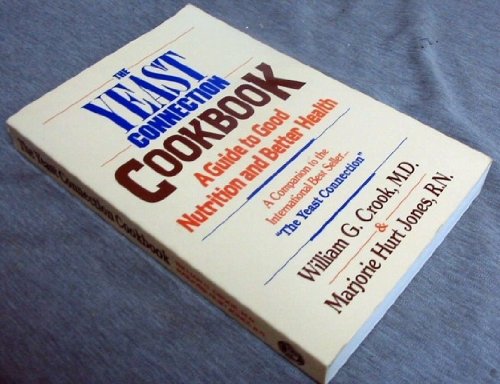 THE
YEAST
CONNECTION
COOKBOOK
A Guide to Good
Nutrition and Better Health
A Companion to the
International Best Seller...
"The Yeast Connection"
William G. Crook, M.D.
&
Marjorie Hurt Jones, R.N.
The Yeast Connection Cookbook